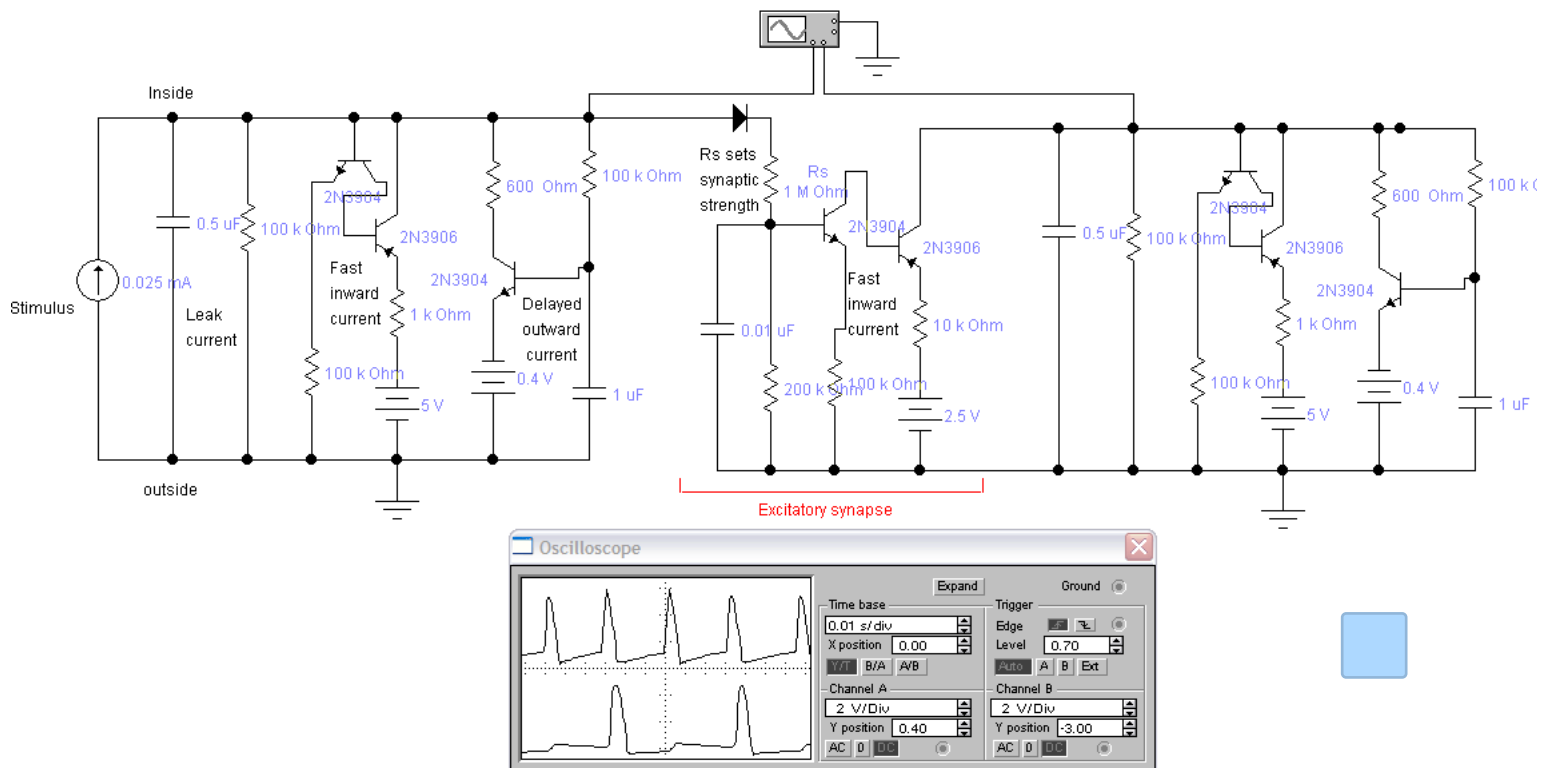 Inside
Stimulus
0.025 mA
0.5 uF
Leak
current
100 k Ohm
2N3904
Fast
inward
current
2N3906
1 k Ohm
100 k Ohm
5 V
600 Ohm
2N3904
Delayed
outward
current
0.4 V
100 k Ohm
1 uF
outside
Rs sets
synaptic
strength
Rs
1 M Ohm
2N3904
2N3906
0.01 uF
Fast
inward
current
10 k Ohm
200 k Ohm
100 k Ohm
2.5 V
Excitatory synapse
0.5 uF
100 k Ohm
2N3904
2N3906
1 k Ohm
100 k Ohm
5 V
600 Ohm
2N3904
0.4 V
100 k
1 uF
Oscilloscope
Expand
Ground
Time base
0.01 s/div
X position 0.00
Y/T B/A A/B
Trigger
Edge
Level 0.70
Auto A B Ext
Channel A
2 V/Div
Y position 0.40
AC 0 DC
Channel B
2 V/Div
Y position -3.00
AC 0 DC